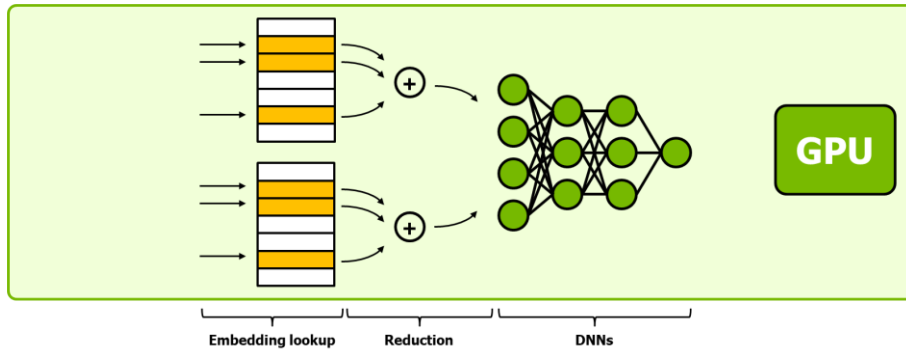 +
GPU
+
Embedding lookup
Reduction
DNNs